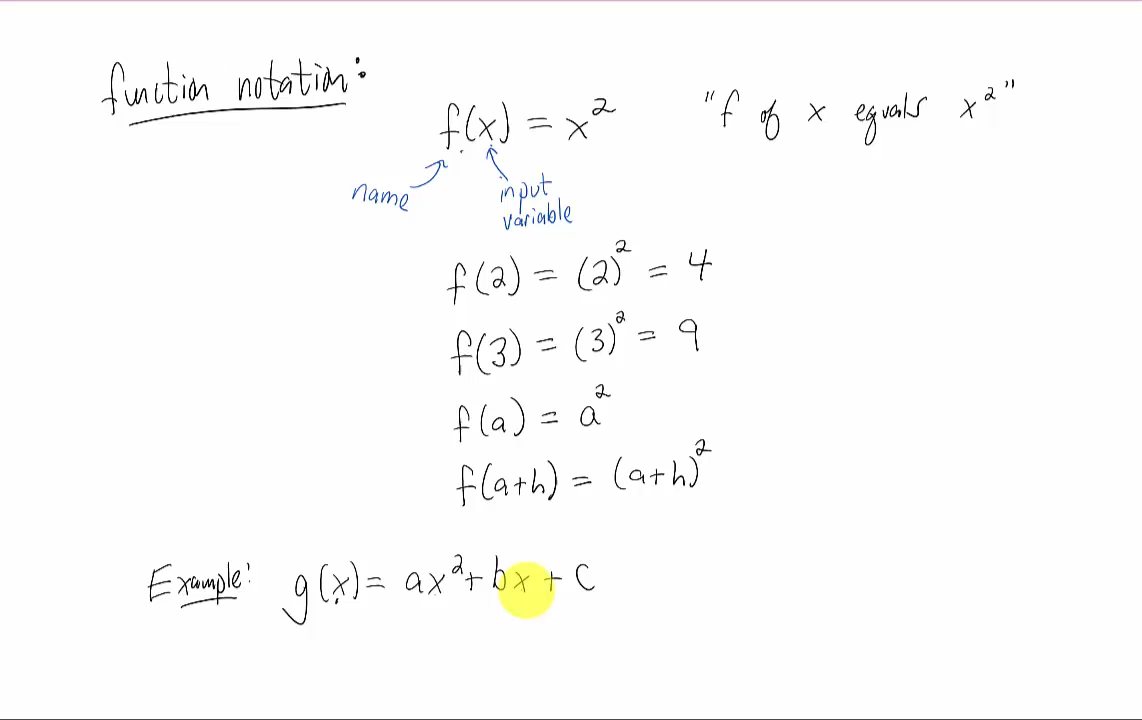 function notation:
f(x) = x² "f of x equals x²"
name input variable
f(2) = (2)² = 4
f(3) = (3)² = 9
f(a) = a²
f(a+h) = (a+h)²
Example: g(x) = ax² + bx + c